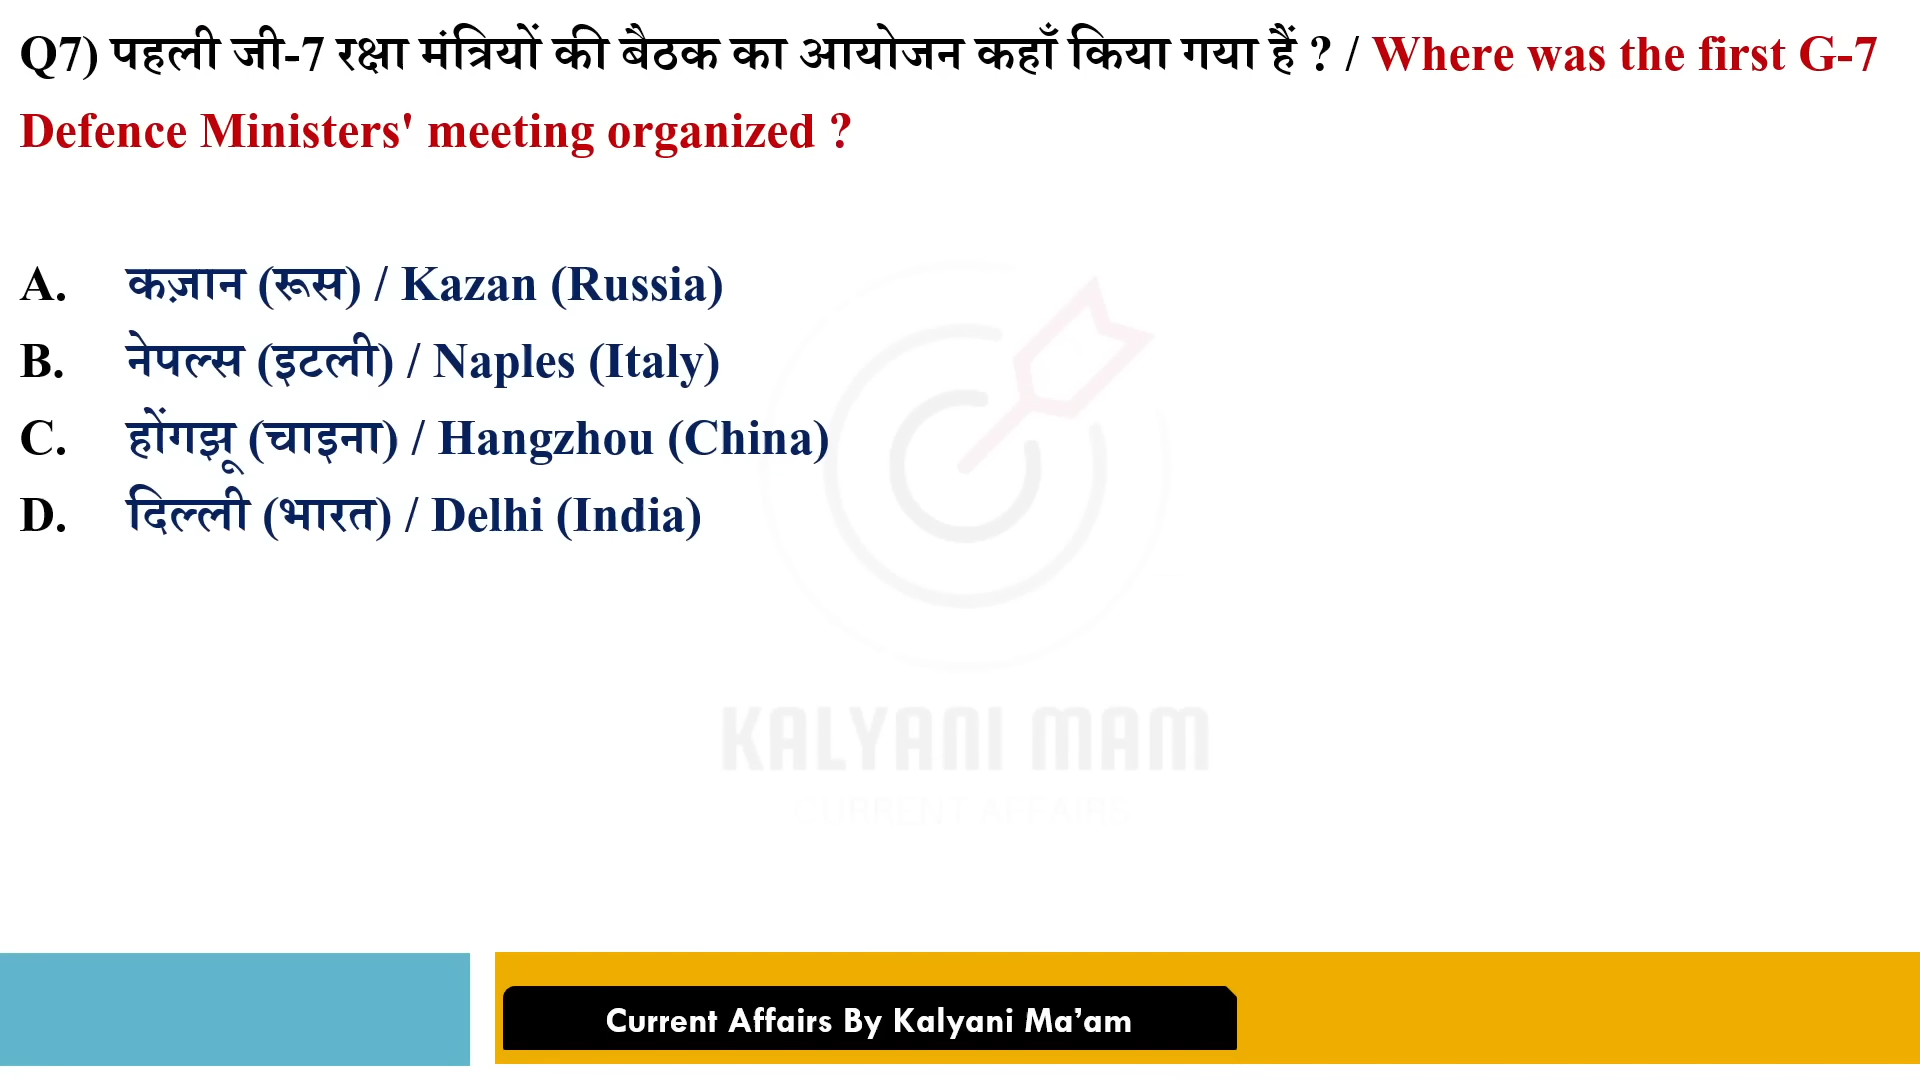 Q7) पहली जी-7 रक्षा मंत्रियों की बैठक का आयोजन कहाँ किया गया हैं ? / Where was the first G-7
Defence Ministers' meeting organized ?
A. कज़ान (रूस) / Kazan (Russia)
B. नेपल्स (इटली) / Naples (Italy)
C. होंगझू (चाइना) / Hangzhou (China)
D. दिल्ली (भारत) / Delhi (India)
KALYANI MAM
CURRENT AFFAIRS
Current Affairs By Kalyani Ma’am